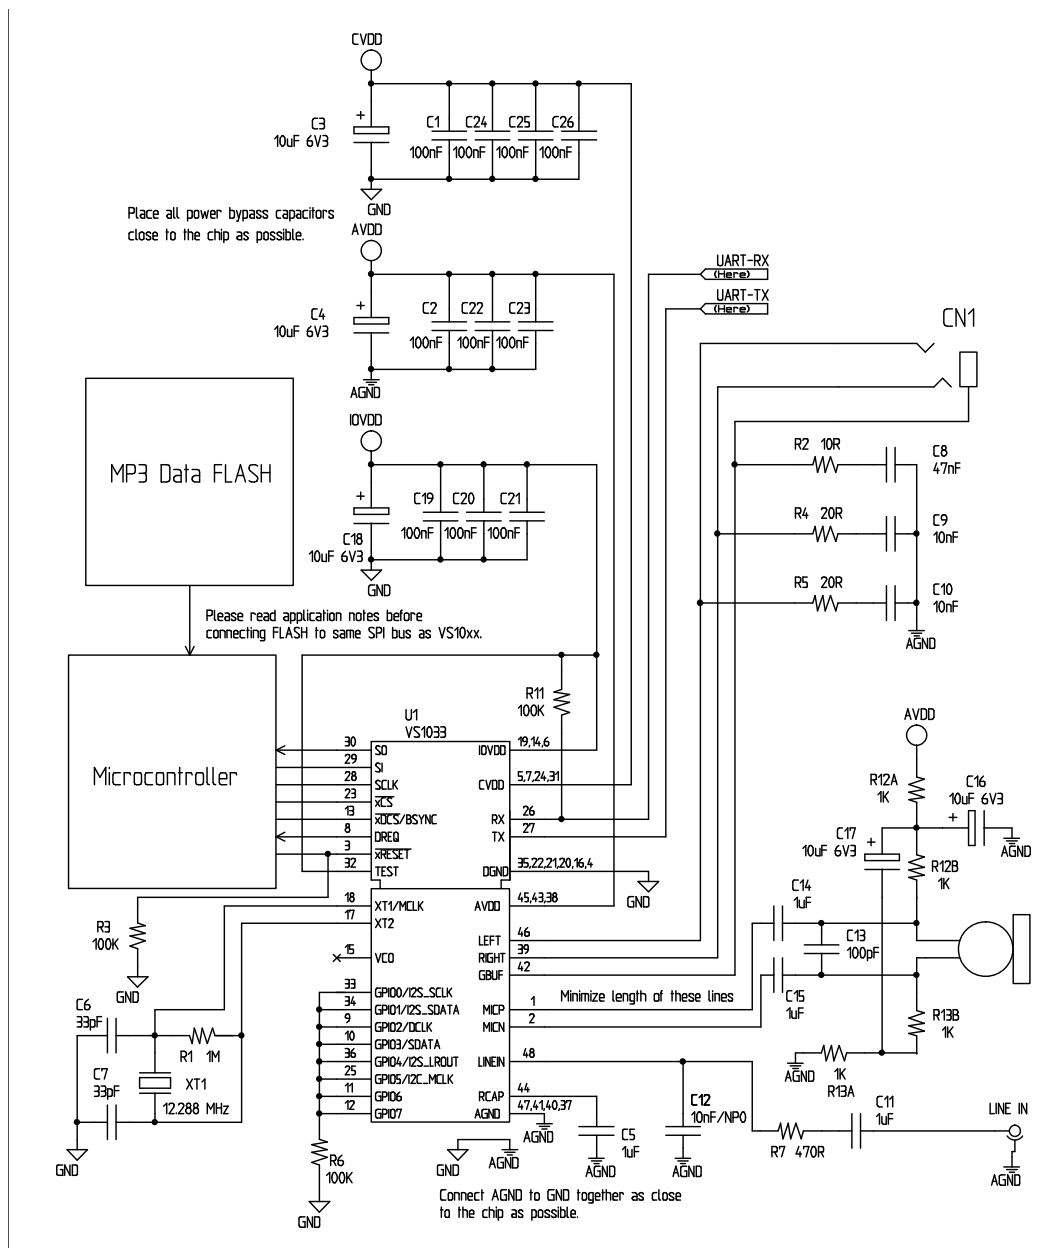 CVDD
+
C3
10uF 6V3
C1
100nF
C24
100nF
C25
100nF
C26
100nF
GND
Place all power bypass capacitors
close to the chip as possible.
AVDD
+
C4
10uF 6V3
C2
100nF
C22
100nF
C23
100nF
AGND
UART-RX
(Here)
UART-TX
(Here)
CN1
IOVDD
+
C18
10uF 6V3
C19
100nF
C20
100nF
C21
100nF
GND
MP3 Data FLASH
R2 10R
C8
47nF
R4 20R
C9
10nF
R5 20R
C10
10nF
AGND
Please read application notes before
connecting FLASH to same SPI bus as VS10xx.
Microcontroller
R11
100K
U1
VS1033
30 SO
29 SI
28 SCLK
23 xCS
13 xDCS/BSYNC
8 DREQ
3 xRESET
32 TEST
18 XT1/MCLK
17 XT2
15 VCO
33 GPIO0/I2S_SCLK
34 GPIO1/I2S_SDATA
9 GPIO2/DCLK
10 GPIO3/SDATA
36 GPIO4/I2S_LROUT
25 GPIO5/I2C_MCLK
11 GPIO6
12 GPIO7
IOVDD 19,14,6
CVDD 5,7,24,31
RX 26
TX 27
DGND 35,22,21,20,16,4
GND
AVDD 45,43,38
LEFT 46
RIGHT 39
GBUF 42
MICP 1
MICN 2
LINEIN 48
RCAP 44
AGND 47,41,40,37
AGND
Minimize length of these lines
AVDD
R12A
1K
C16
10uF 6V3
+
AGND
C17
10uF 6V3
+
R12B
1K
C14
1uF
C13
100pF
C15
1uF
R13B
1K
AGND
1K
R13A
R3
100K
GND
C6
33pF
R1 1M
C7
33pF
XT1
12.288 MHz
GND
R6
100K
GND
GND
AGND
C5
1uF
AGND
C12
10nF/NP0
AGND
C11
1uF
R7 470R
LINE IN
AGND
Connect AGND to GND together as close
to the chip as possible.